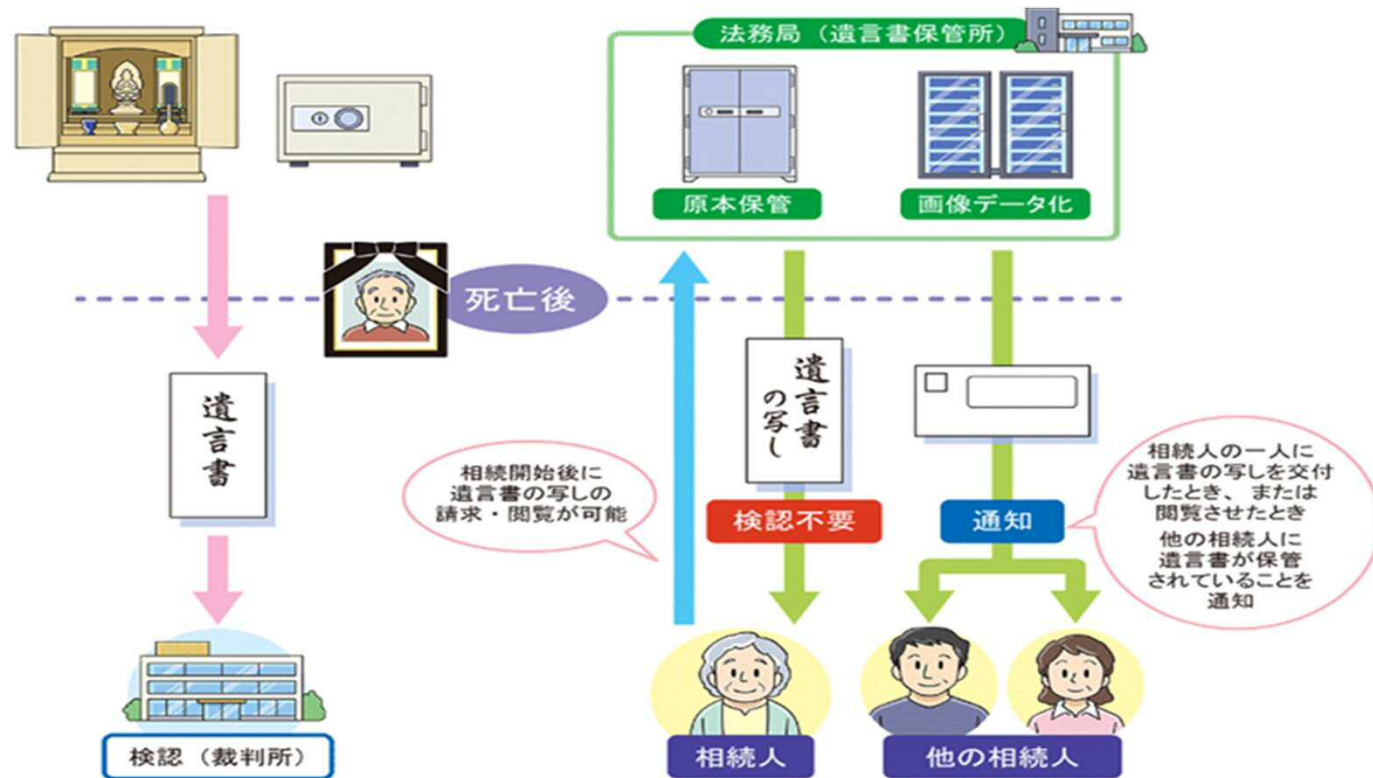 法務局（遺言書保管所）
原本保管
画像データ化
死亡後
遺言書
遺言書
の写し
相続開始後に
遺言書の写しの
請求・閲覧が可能
検認不要
通知
相続人の一人に
遺言書の写しを交付
したとき、または
閲覧させたとき
他の相続人に
遺言書が保管
されていることを
通知
検認（裁判所）
相続人
他の相続人